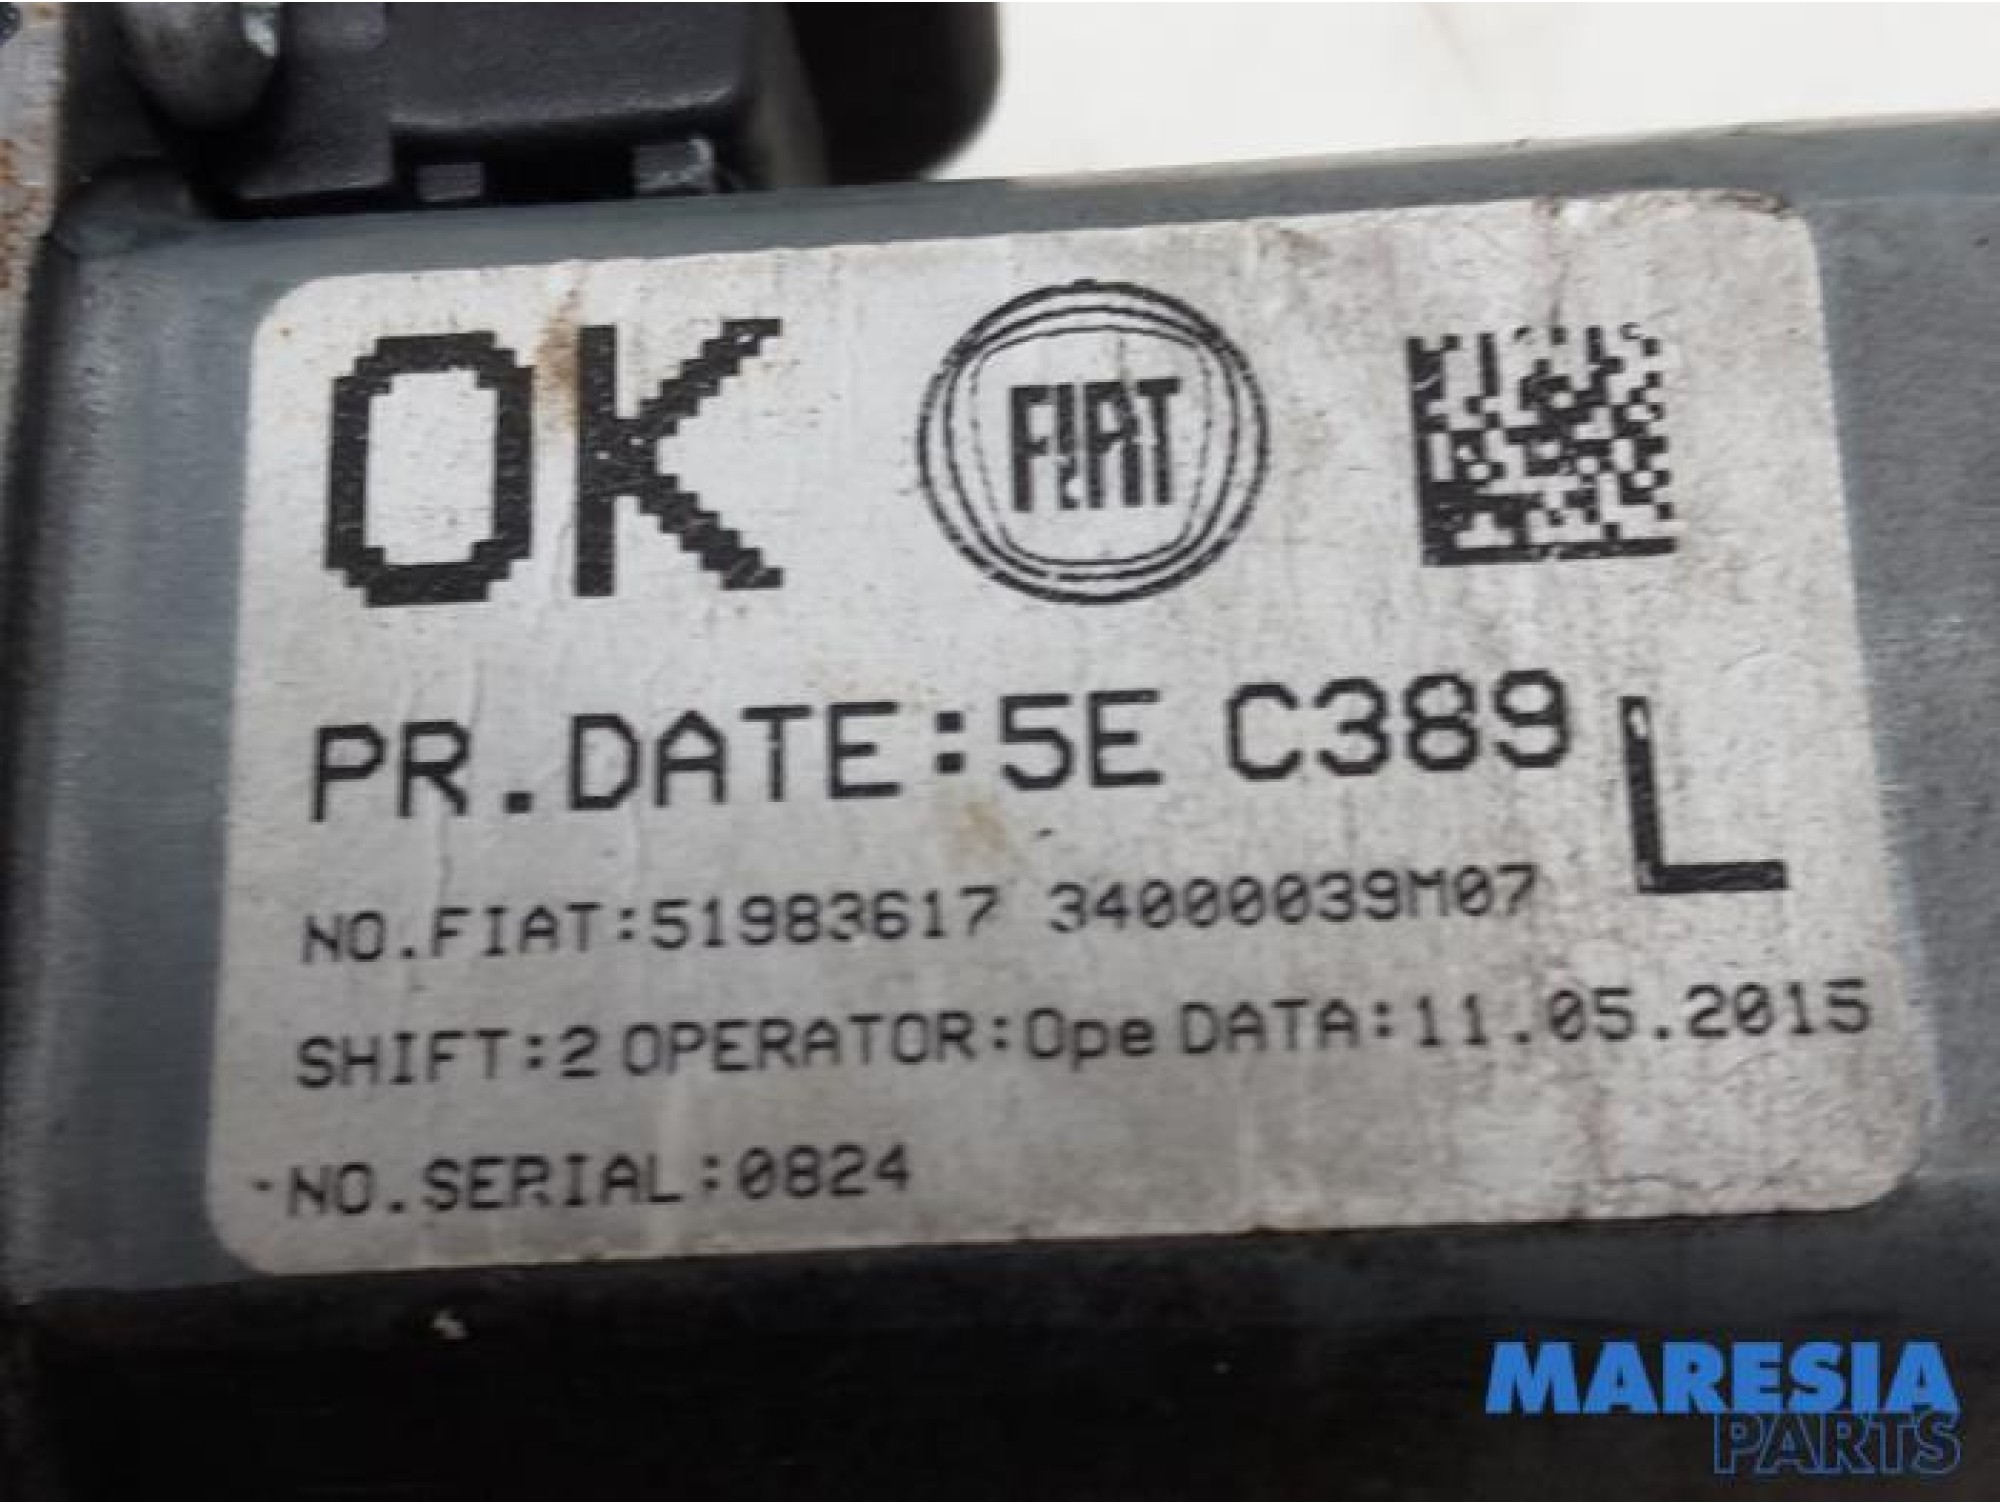 OK FIAT
PR.DATE:5E C389 L
NO.FIAT:51983617 34000039M07
SHIFT:2 OPERATOR:Ope DATA:11.05.2015
NO.SERIAL:0824
MARESIA
PARTS